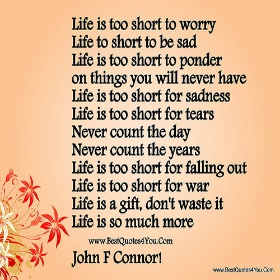 Life is too short to worry
Life to short to be sad
Life is too short to ponder
on things you will never have
Life is too short for sadness
Life is too short for tears
Never count the day
Never count the years
Life is too short for falling out
Life is too short for war
Life is a gift, don't waste it
Life is so much more
www.BestQuotes4You.Com
John F Connor!
www.BestQuotes4You.Com